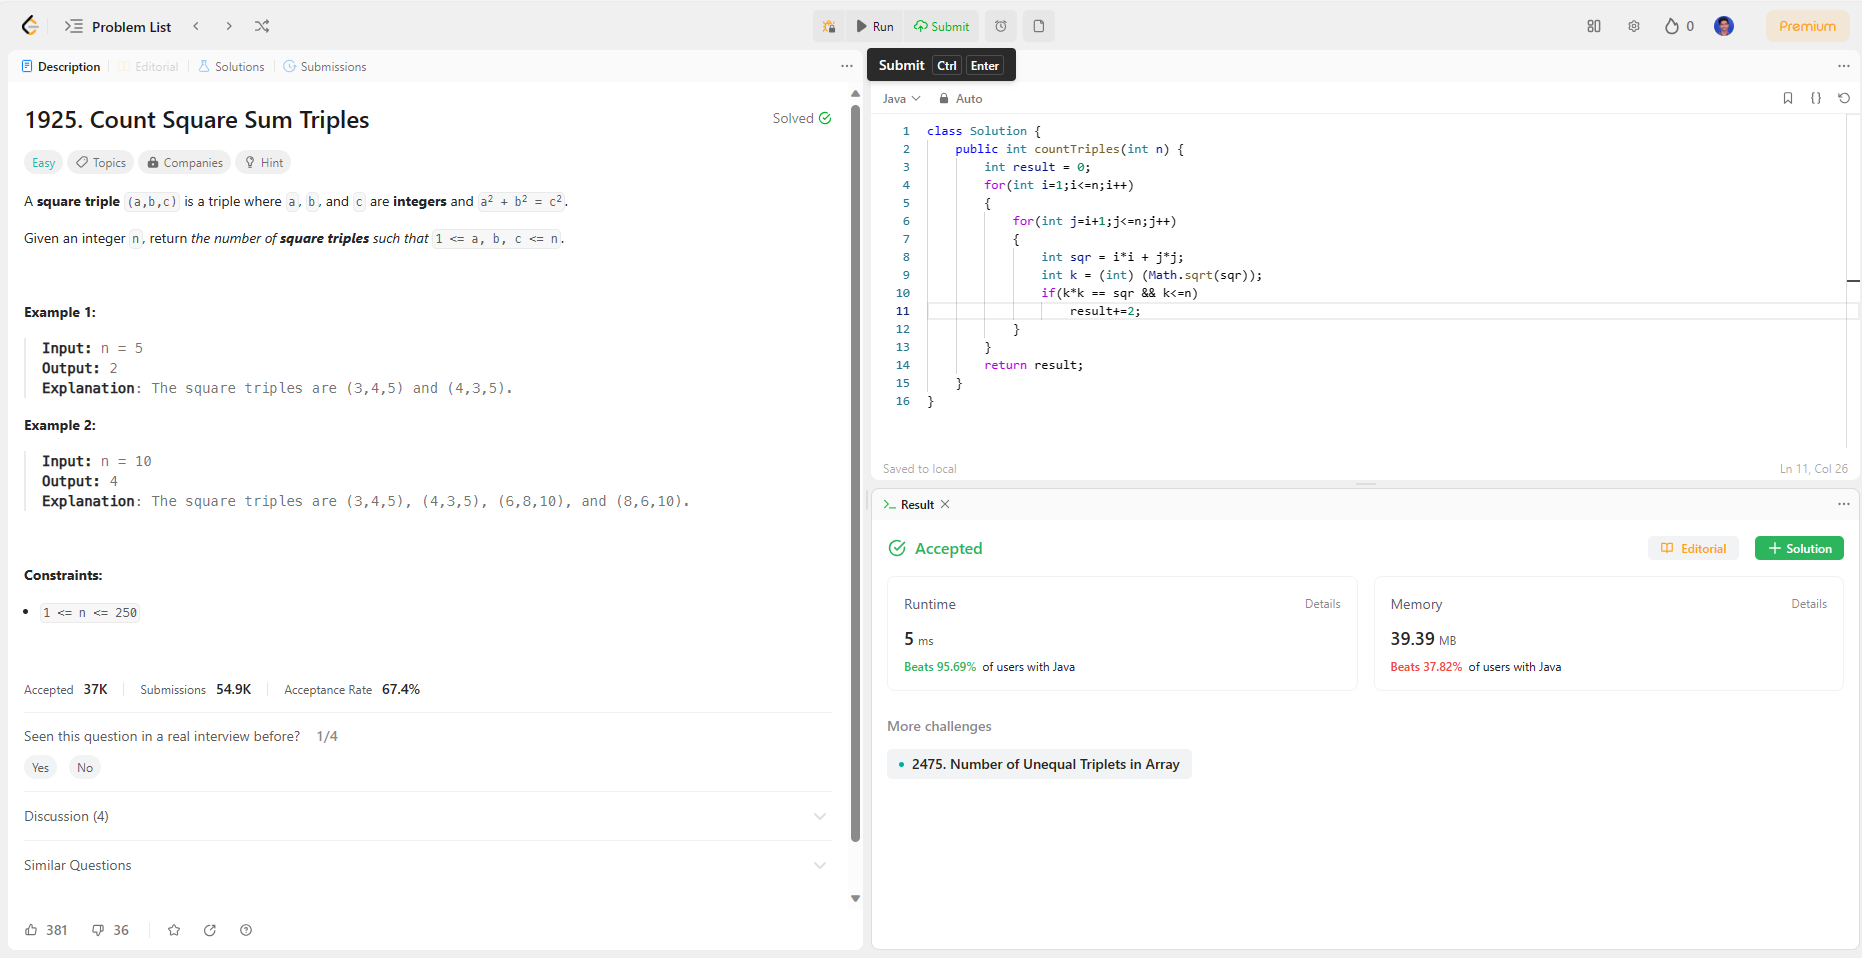 Problem List
Run
Submit
0
Premium
Description
Editorial
Solutions
Submissions
Submit Ctrl Enter
1925. Count Square Sum Triples
Solved
Easy
Topics
Companies
Hint
A square triple (a,b,c) is a triple where a, b, and c are integers and a² + b² = c².
Given an integer n, return the number of square triples such that 1 <= a, b, c <= n.
Example 1:
Input: n = 5
Output: 2
Explanation: The square triples are (3,4,5) and (4,3,5).
Example 2:
Input: n = 10
Output: 4
Explanation: The square triples are (3,4,5), (4,3,5), (6,8,10), and (8,6,10).
Constraints:
1 <= n <= 250
Accepted 37K
Submissions 54.9K
Acceptance Rate 67.4%
Seen this question in a real interview before? 1/4
Yes
No
Discussion (4)
Similar Questions
381
36
Java
Auto
1 class Solution {
2     public int countTriples(int n) {
3         int result = 0;
4         for(int i=1;i<=n;i++)
5         {
6             for(int j=i+1;j<=n;j++)
7             {
8                 int sqr = i*i + j*j;
9                 int k = (int) (Math.sqrt(sqr));
10                 if(k*k == sqr && k<=n)
11                     result+=2;
12             }
13         }
14         return result;
15     }
16 }
Saved to local
Ln 11, Col 26
Result
Accepted
Editorial
Solution
Runtime
Details
5 ms
Beats 95.69% of users with Java
Memory
Details
39.39 MB
Beats 37.82% of users with Java
More challenges
2475. Number of Unequal Triplets in Array